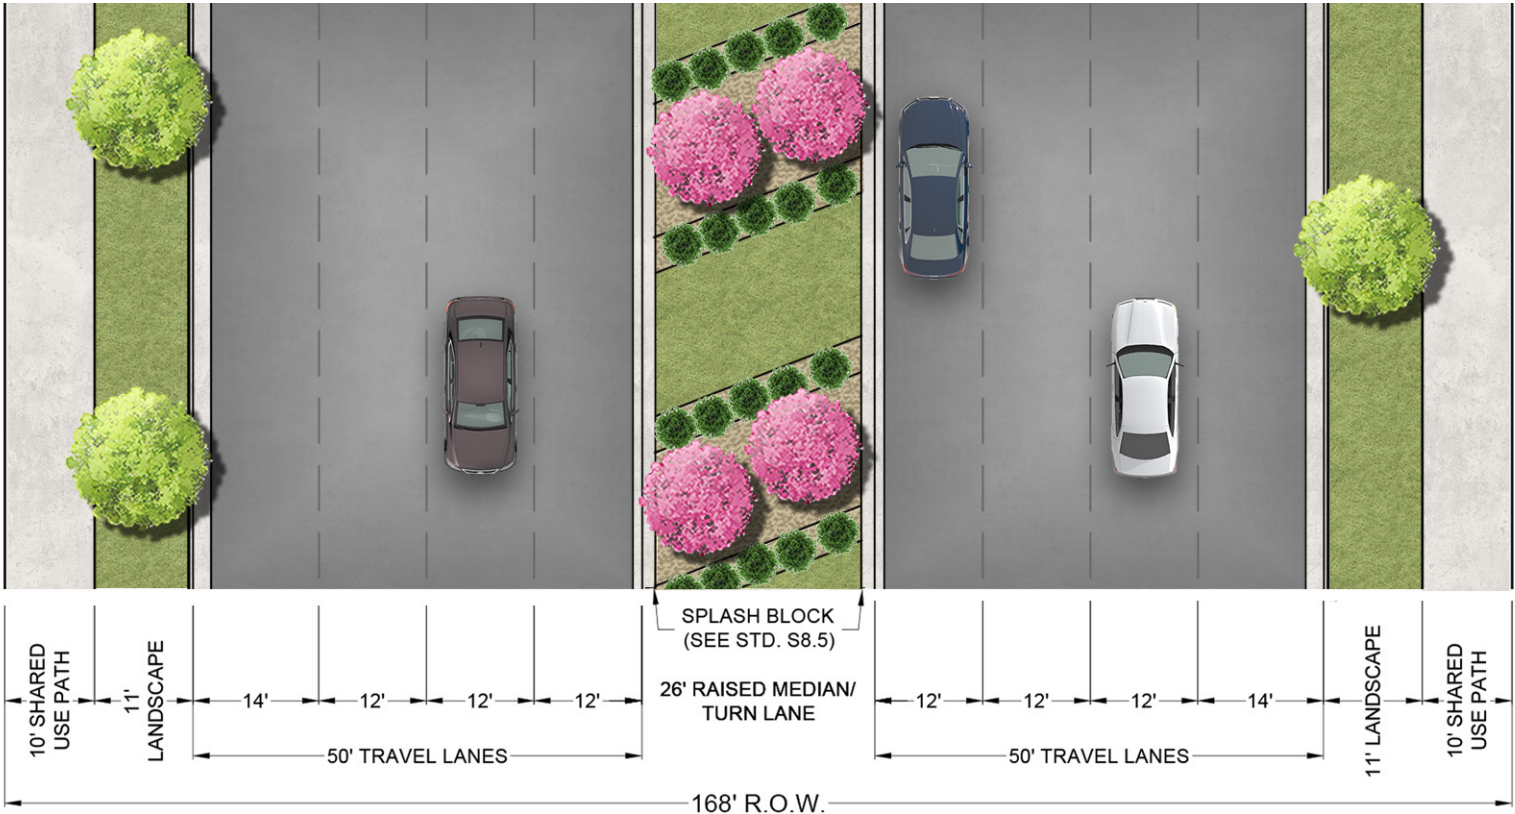 SPLASH BLOCK
(SEE STD. S8.5)
10' SHARED
USE PATH
11'
LANDSCAPE
14'
12'
12'
12'
26' RAISED MEDIAN/
TURN LANE
12'
12'
12'
14'
11' LANDSCAPE
10' SHARED
USE PATH
50' TRAVEL LANES
50' TRAVEL LANES
168' R.O.W.